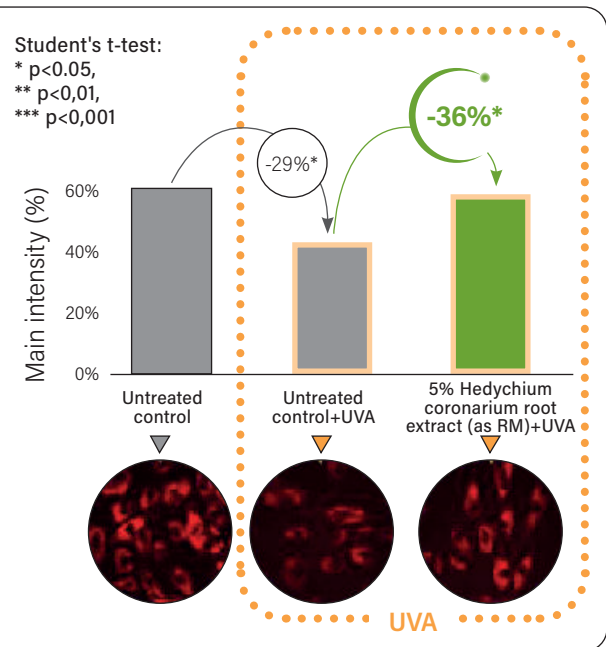 Student's t-test:
* p<0.05,
** p<0,01,
*** p<0,001
-29%*
-36%*
Main intensity (%)
60%
40%
20%
0%
Untreated
control
Untreated
control+UVA
5% Hedychium
coronarium root
extract (as RM)+UVA
UVA